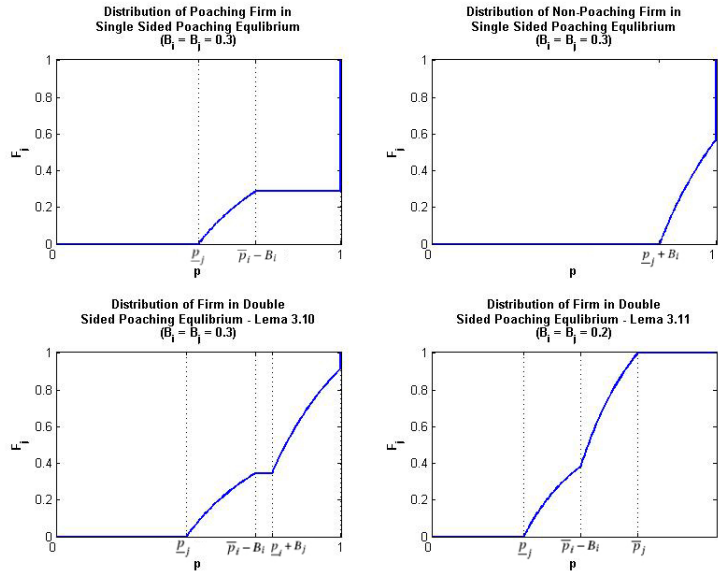 Distribution of Poaching Firm in
Single Sided Poaching Equlibrium
(B_i = B_j = 0.3)
1
0.8
0.6
0.4
0.2
0
F_j
0
p_j
p̅_i − B_i
1
p
Distribution of Non-Poaching Firm in
Single Sided Poaching Equlibrium
(B_i = B_j = 0.3)
1
0.8
0.6
0.4
0.2
0
F_j
0
p_j + B_i
1
p
Distribution of Firm in Double
Sided Poaching Equlibrium - Lema 3.10
(B_i = B_j = 0.3)
1
0.8
0.6
0.4
0.2
0
F_j
0
p_j
p̅_i − B_i
p_i + B_j
1
p
Distribution of Firm in Double
Sided Poaching Equlibrium - Lema 3.11
(B_i = B_j = 0.2)
1
0.8
0.6
0.4
0.2
0
F_j
0
p_j
p̅_i − B_i
p̅_j
1
p